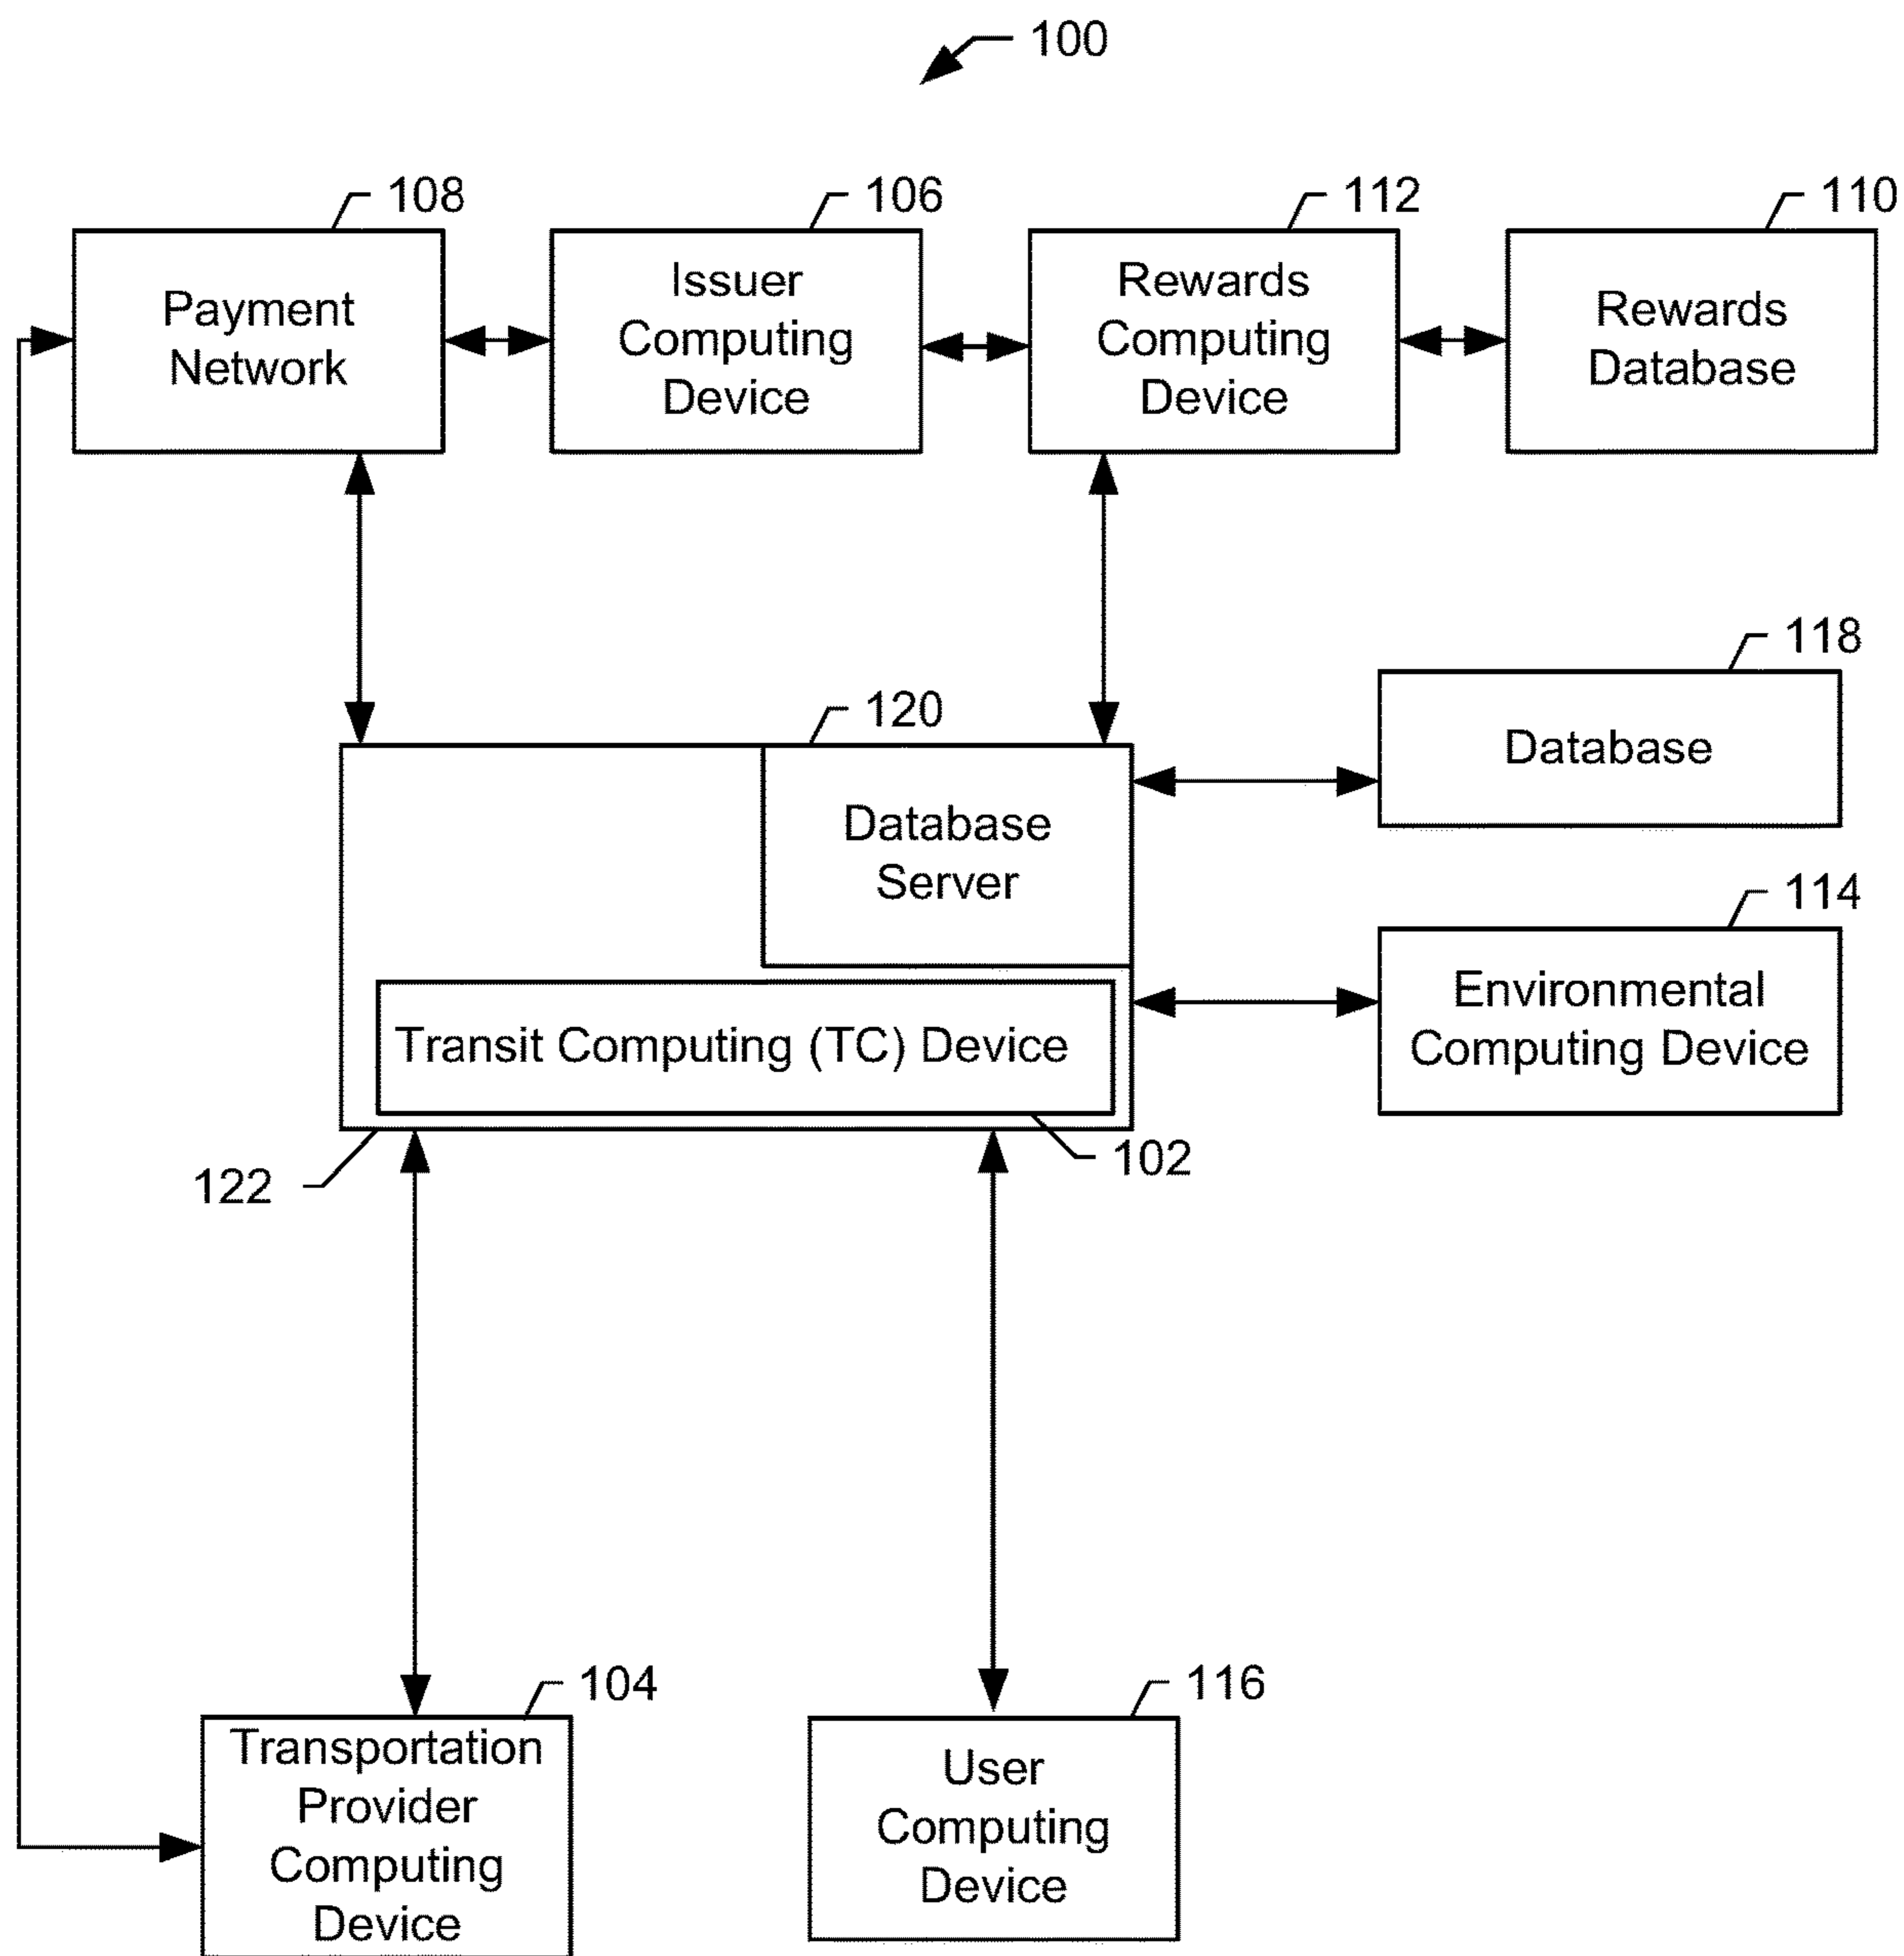 100
108
106
112
110
Payment
Network
Issuer
Computing
Device
Rewards
Computing
Device
Rewards
Database
118
Database
120
Database
Server
114
Environmental
Computing Device
Transit Computing (TC) Device
122
102
104
Transportation
Provider
Computing
Device
116
User
Computing
Device